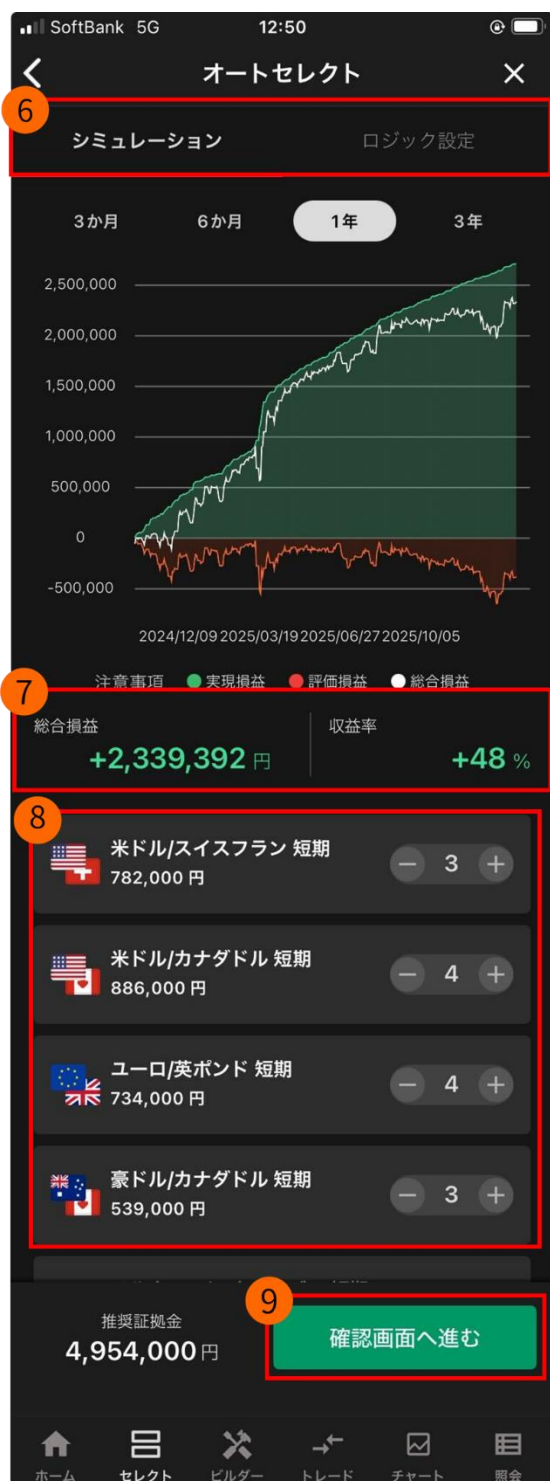 SoftBank 5G 12:50
オートセレクト
6
シミュレーション ロジック設定
3か月 6か月 1年 3年
2,500,000
2,000,000
1,500,000
1,000,000
500,000
0
-500,000
2024/12/09 2025/03/19 2025/06/27 2025/10/05
注意事項 実現損益 評価損益 総合損益
7
総合損益 収益率
+2,339,392 円 +48 %
8
米ドル/スイスフラン 短期
782,000 円
− 3 +
米ドル/カナダドル 短期
886,000 円
− 4 +
ユーロ/英ポンド 短期
734,000 円
− 4 +
豪ドル/カナダドル 短期
539,000 円
− 3 +
9
推奨証拠金
4,954,000 円
確認画面へ進む
ホーム セレクト ビルダー トレード チャート 照会